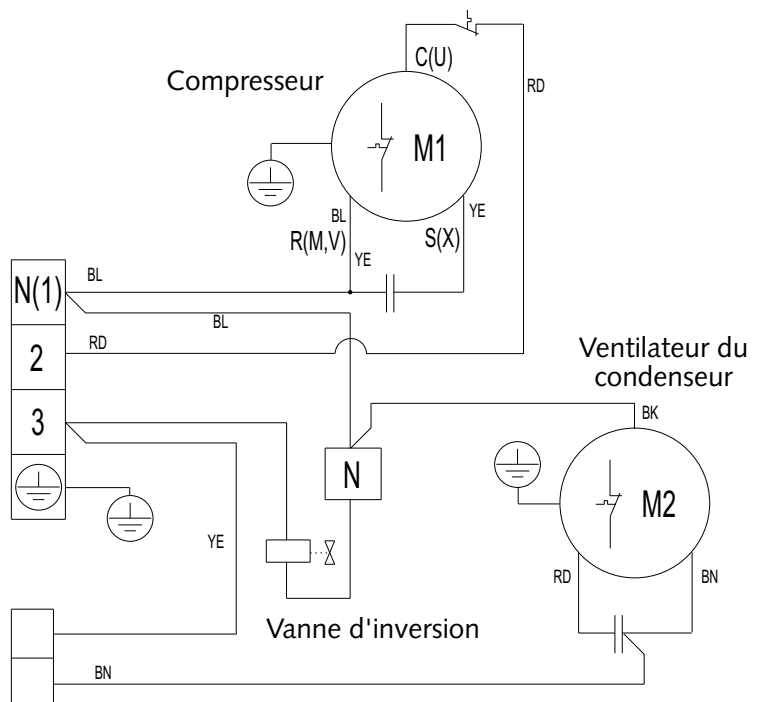 C(U)
Compresseur
RD
M1
BL
YE
R(M,V)
S(X)
YE
N(1)
BL
BL
2
RD
Ventilateur du
condenseur
3
BK
N
M2
YE
RD
BN
Vanne d'inversion
BN